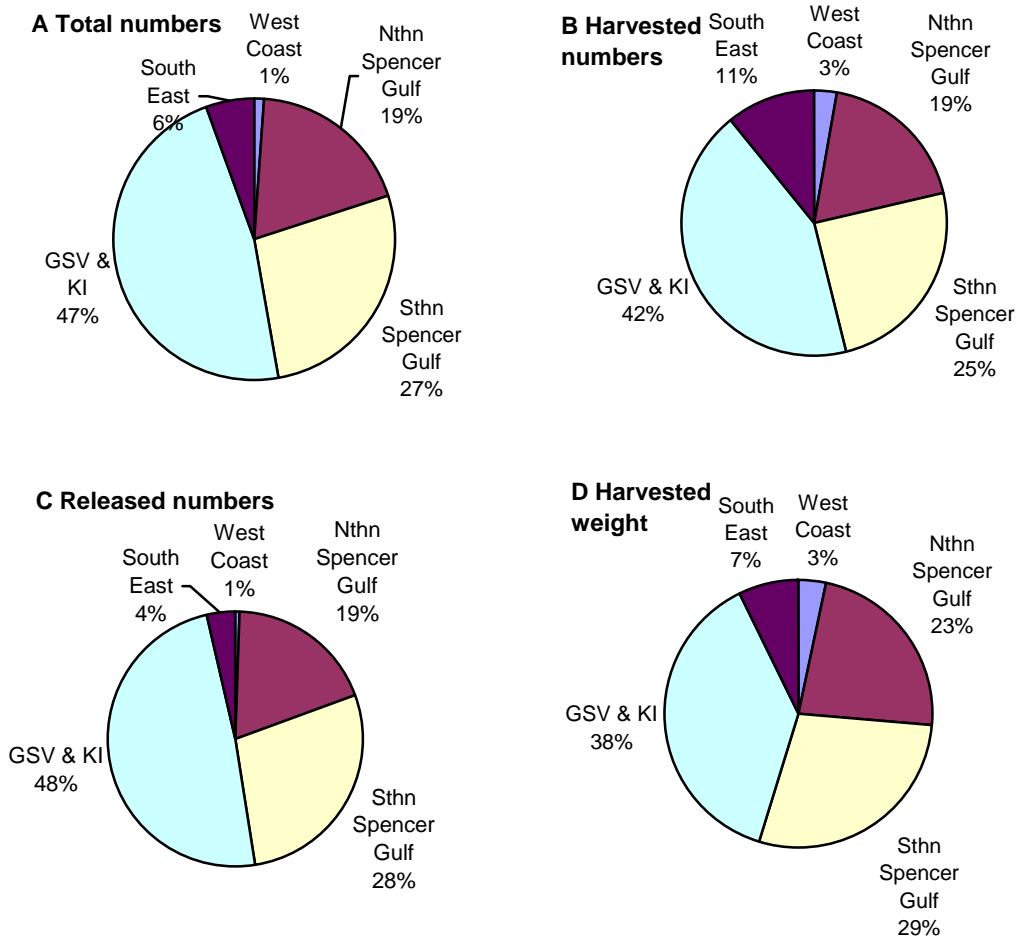 A Total numbers
West
Coast
1%
Nthn
Spencer
Gulf
19%
South
East
6%
GSV &
KI
47%
Sthn
Spencer
Gulf
27%
B Harvested
numbers
South
East
11%
West
Coast
3%
Nthn
Spencer
Gulf
19%
GSV & KI
42%
Sthn
Spencer
Gulf
25%
C Released numbers
West
Coast
1%
Nthn
Spencer
Gulf
19%
South
East
4%
GSV & KI
48%
Sthn
Spencer
Gulf
28%
D Harvested
weight
South
East
7%
West
Coast
3%
Nthn
Spencer
Gulf
23%
GSV & KI
38%
Sthn
Spencer
Gulf
29%